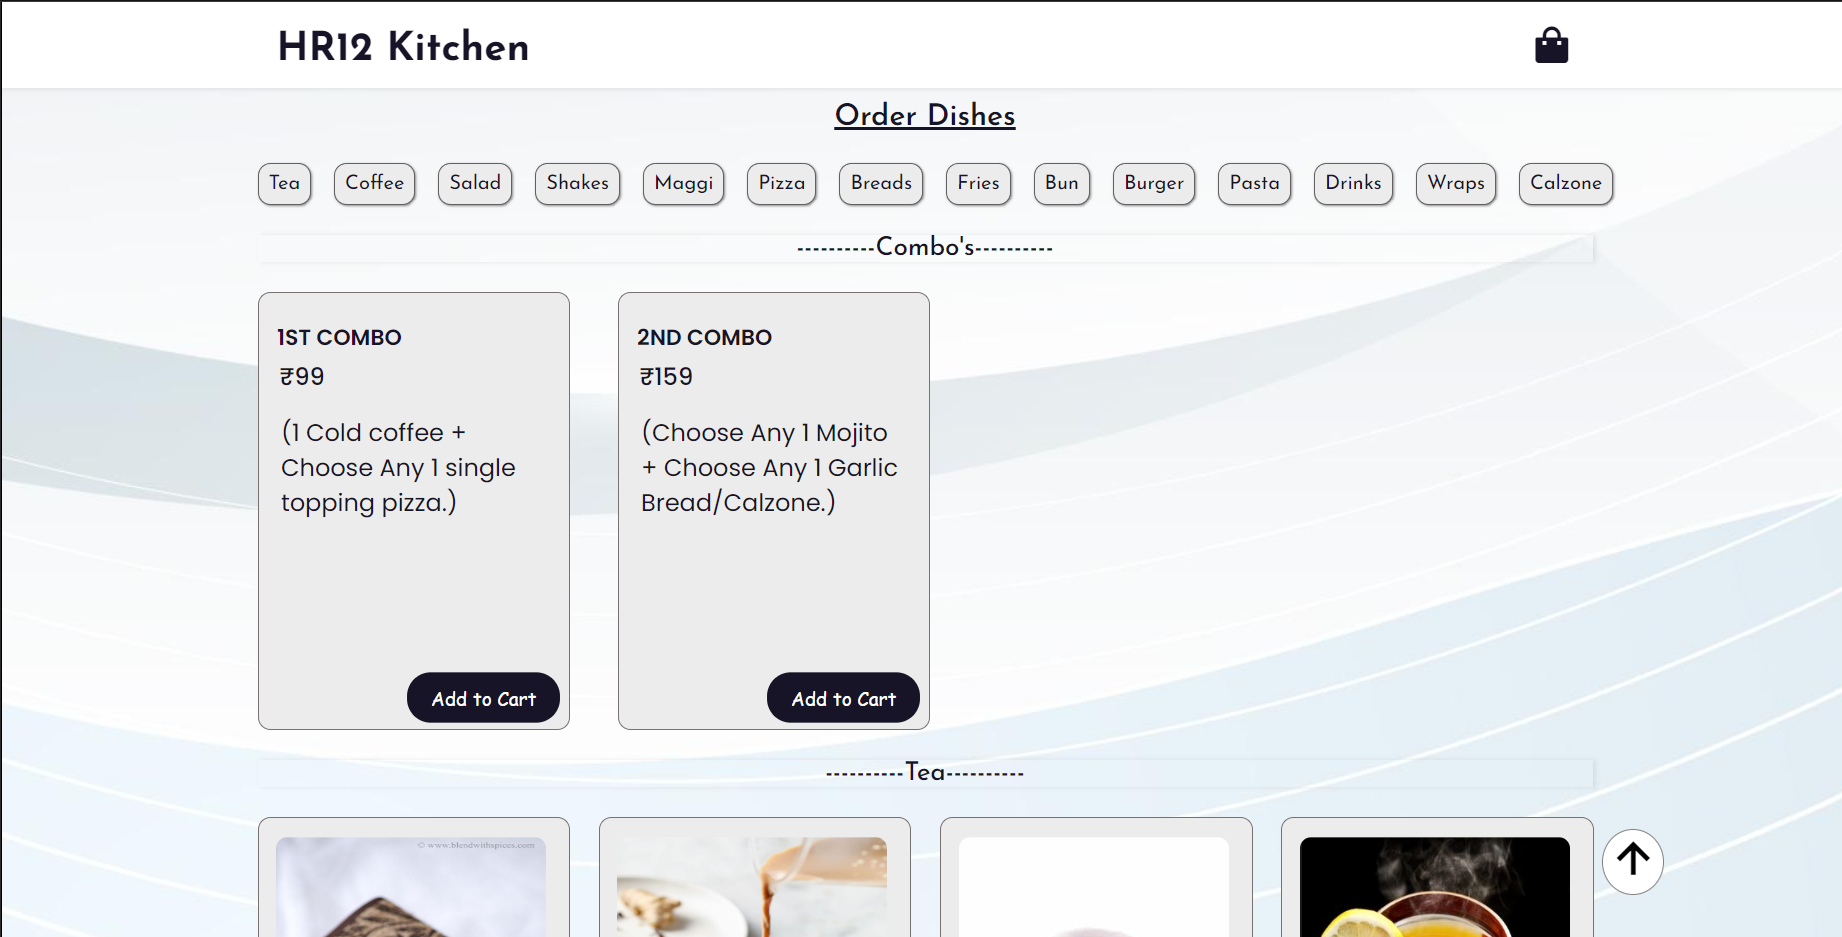 HR12 Kitchen
Order Dishes
Tea Coffee Salad Shakes Maggi Pizza Breads Fries Bun Burger Pasta Drinks Wraps Calzone
----------Combo's----------
1ST COMBO
₹99
(1 Cold coffee +
Choose Any 1 single
topping pizza.)
Add to Cart
2ND COMBO
₹159
(Choose Any 1 Mojito
+ Choose Any 1 Garlic
Bread/Calzone.)
Add to Cart
----------Tea----------
© www.blendwithspices.com